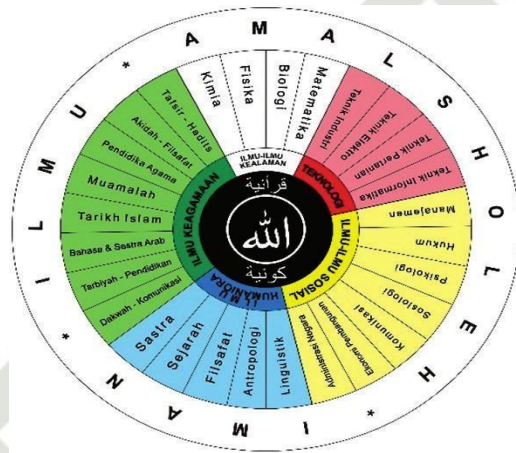 ILMU * AMAL SHOLEH * IMAN *
Kimia
Fisika
Biologi
Matematika
Teknik Industri
Teknik Elektro
Teknik Pertanian
Teknik Informatika
Manajaman
Hukum
Psikologi
Sosiologi
Komunikasi
Ekonomi Pembangunan
Administrasi Negara
Linguistik
Antropologi
Filsafat
Sejarah
Sastra
Dakwah - Komunikasi
Tarbiyah - Pendidikan
Bahasa & Sastra Arab
Tarikh Islam
Muamalah
Pendidika Agama
Akidah - Filsafat
Tafsir - Hadits
ILMU-ILMU
KEALAMAN
TEKNOLOGI
ILMU-ILMU SOSIAL
ILMU
HUMANIORA
ILMU KEAGAMAAN
قرآنية
الله
كونية